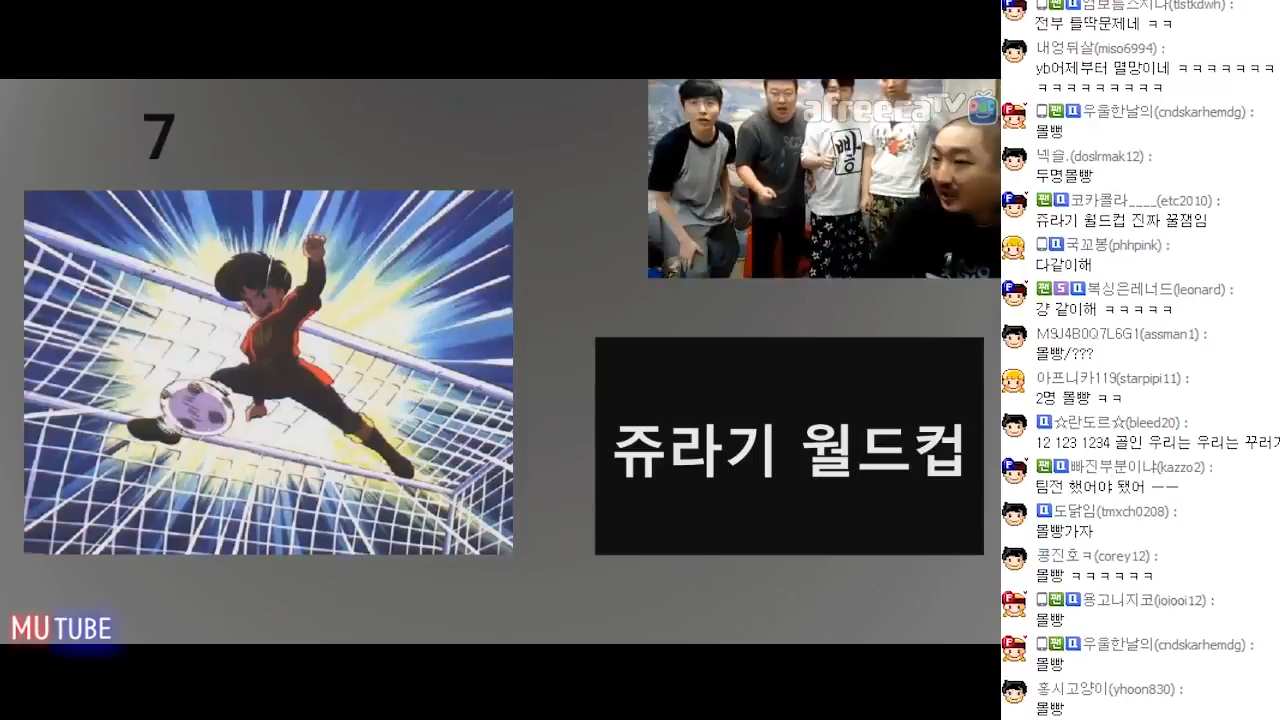 7
afreecaTV
빵
쥬라기 월드컵
MUTUBE
전부 틀딱문제네 ㅋㅋ
내엉뒤살(miso6994) :
yb어제부터 멸망이네 ㅋㅋㅋㅋㅋㅋㅋ
ㅋㅋㅋㅋㅋㅋㅋㅋㅋ
우울한날의(cndskarhemdg) :
몰빵
넥슬.(doslrmak12) :
두명몰빵
코카콜라____(etc2010) :
쥬라기 월드컵 진짜 꿀잼임
국꼬봉(phhpink) :
다같이해
복싱은레너드(leonard) :
걍 같이해 ㅋㅋㅋㅋㅋ
M9J4B0Q7L6G1(assman1) :
몰빵/???
아프니카119(starpipi11) :
2명 몰빵 ㅋㅋ
☆란도르☆(bleed20) :
12 123 1234 골인 우리는 우리는 꾸러기
빠진부분이냐(kazzo2) :
팀전 했어야 됐어 ㅡㅡ
도닭임(tmxch0208) :
몰빵가자
콩진호ㅋ(corey12) :
몰빵 ㅋㅋㅋㅋㅋㅋ
용고니지코(ioiooi12) :
몰빵
우울한날의(cndskarhemdg) :
몰빵
홍시고양이(yhoon830) :
몰빵